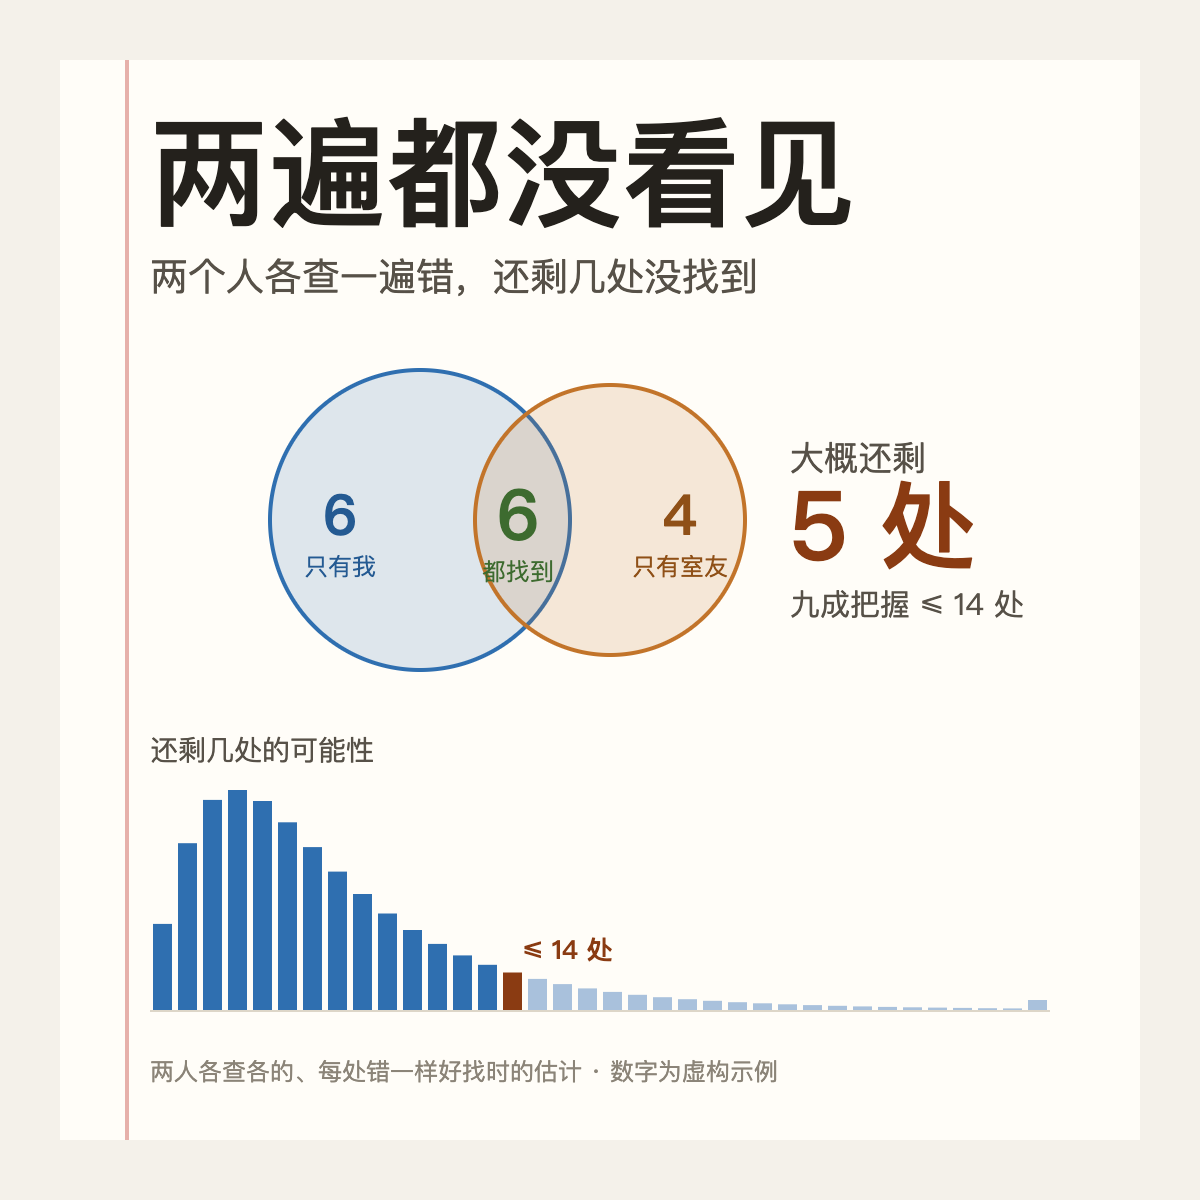 两遍都没看见
两个人各查一遍错，还剩几处没找到
6
只有我
6
都找到
4
只有室友
大概还剩
5 处
九成把握 ≤ 14 处
还剩几处的可能性
≤ 14 处
两人各查各的、每处错一样好找时的估计 · 数字为虚构示例